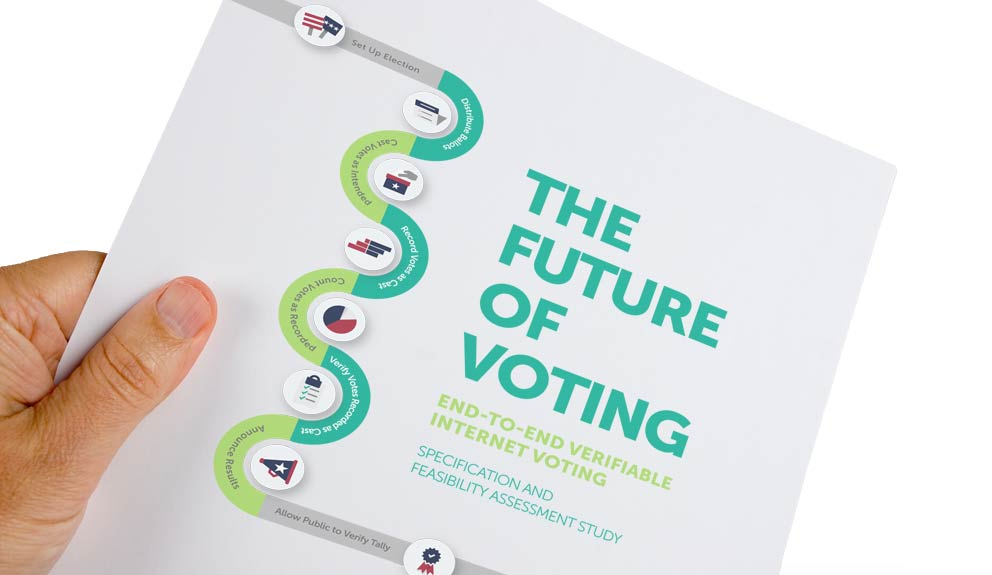 Set Up Election
Distribute Ballots
Cast Votes as Intended
Record Votes as Cast
Count Votes as Recorded
Verify Votes Recorded as Cast
Announce Results
Allow Public to Verify Tally
THE
FUTURE
OF
VOTING
END-TO-END VERIFIABLE
INTERNET VOTING
SPECIFICATION AND
FEASIBILITY ASSESSMENT STUDY